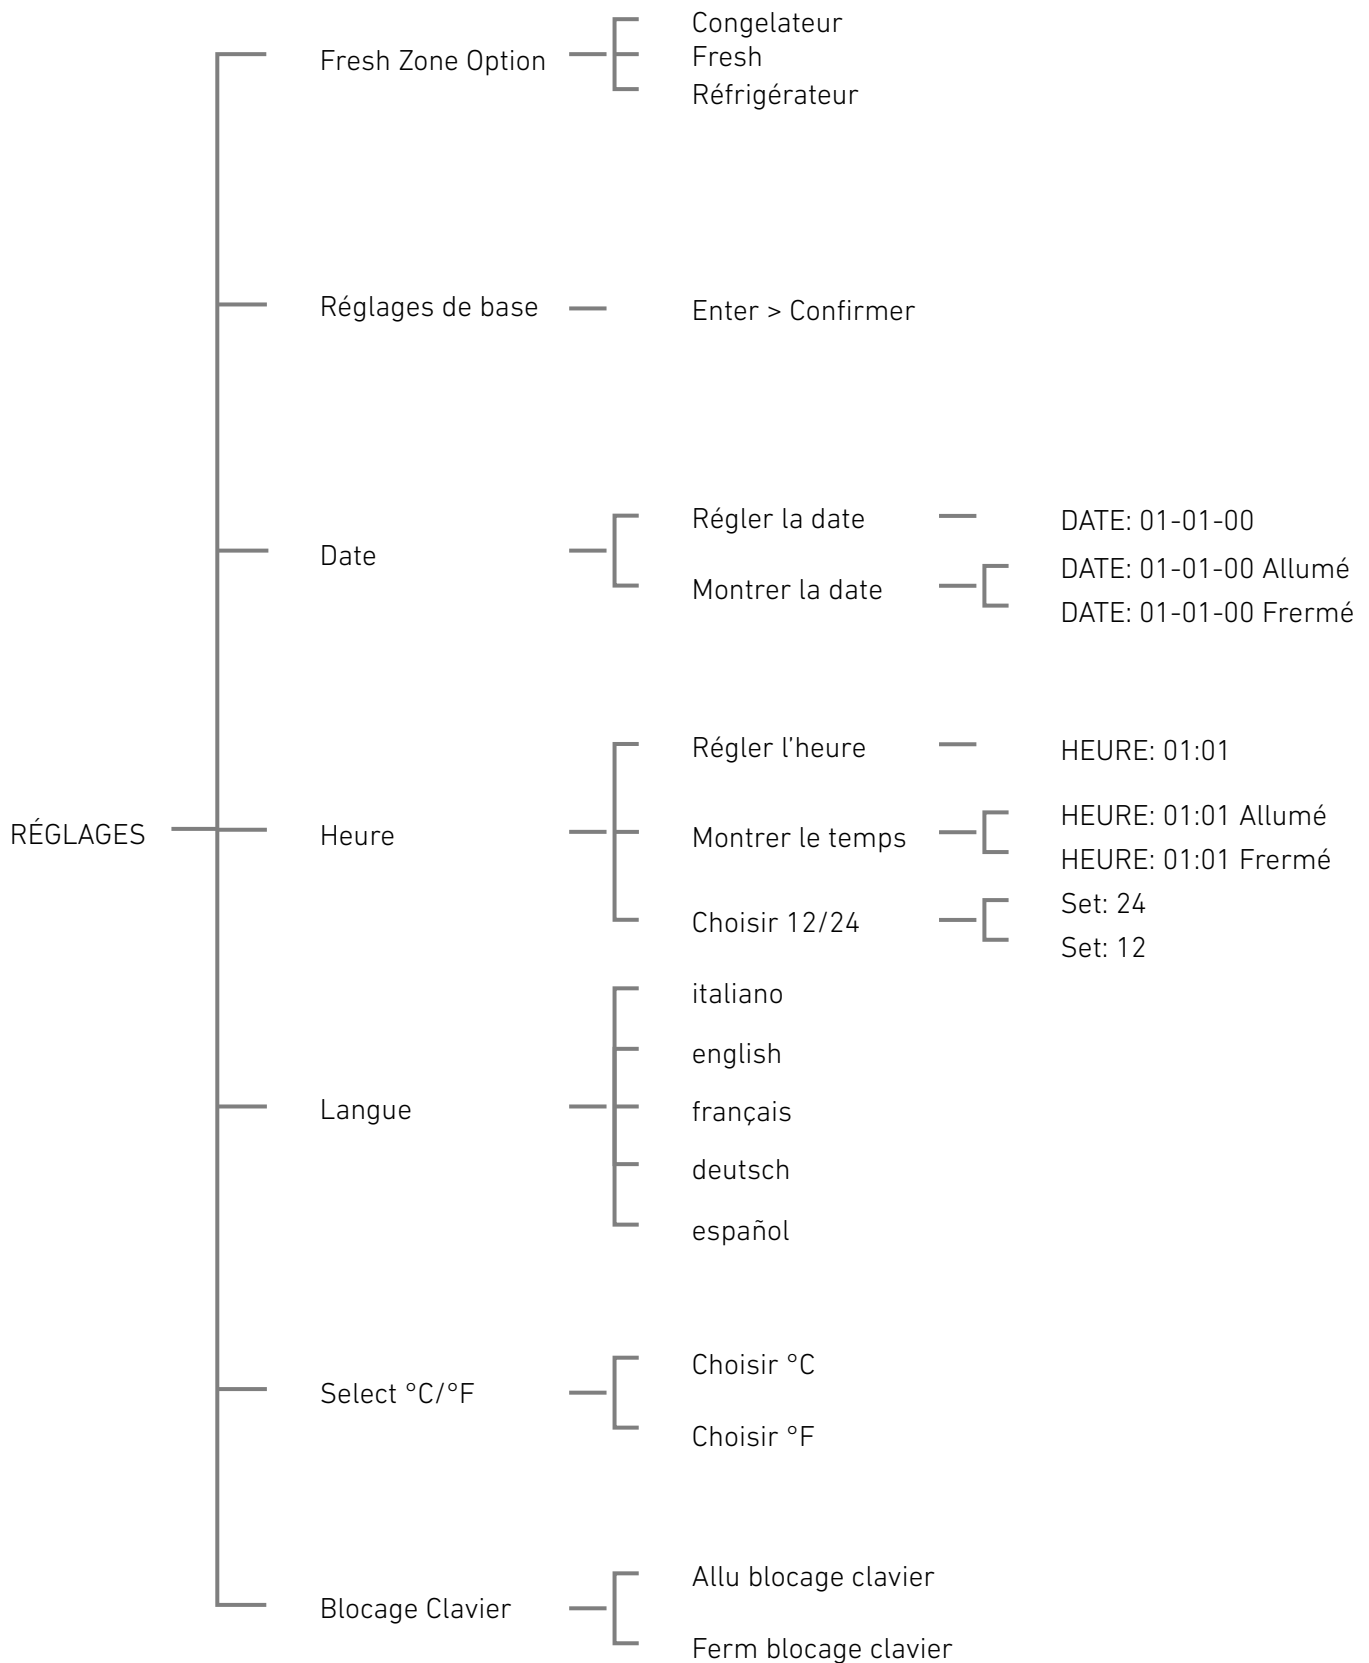 Congelateur
Fresh Zone Option
Fresh
Réfrigérateur
Réglages de base
Enter > Confirmer
Date
Régler la date
DATE: 01-01-00
Montrer la date
DATE: 01-01-00 Allumé
DATE: 01-01-00 Frermé
RÉGLAGES
Heure
Régler l’heure
HEURE: 01:01
Montrer le temps
HEURE: 01:01 Allumé
HEURE: 01:01 Frermé
Choisir 12/24
Set: 24
Set: 12
Langue
italiano
english
français
deutsch
español
Select °C/°F
Choisir °C
Choisir °F
Blocage Clavier
Allu blocage clavier
Ferm blocage clavier